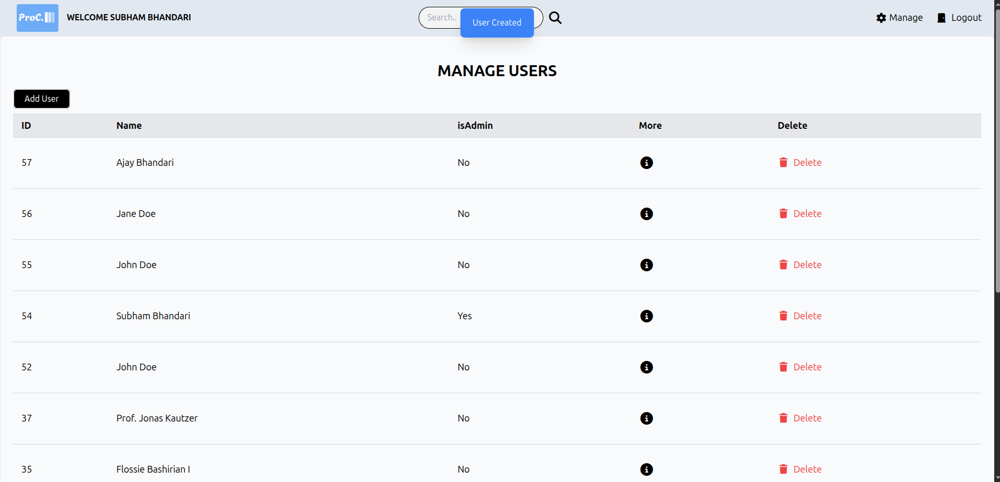 ProC. WELCOME SUBHAM BHANDARI Search.. User Created Manage Logout
MANAGE USERS
Add User
ID Name isAdmin More Delete
57 Ajay Bhandari No Delete
56 Jane Doe No Delete
55 John Doe No Delete
54 Subham Bhandari Yes Delete
52 John Doe No Delete
37 Prof. Jonas Kautzer No Delete
35 Flossie Bashirian I No Delete